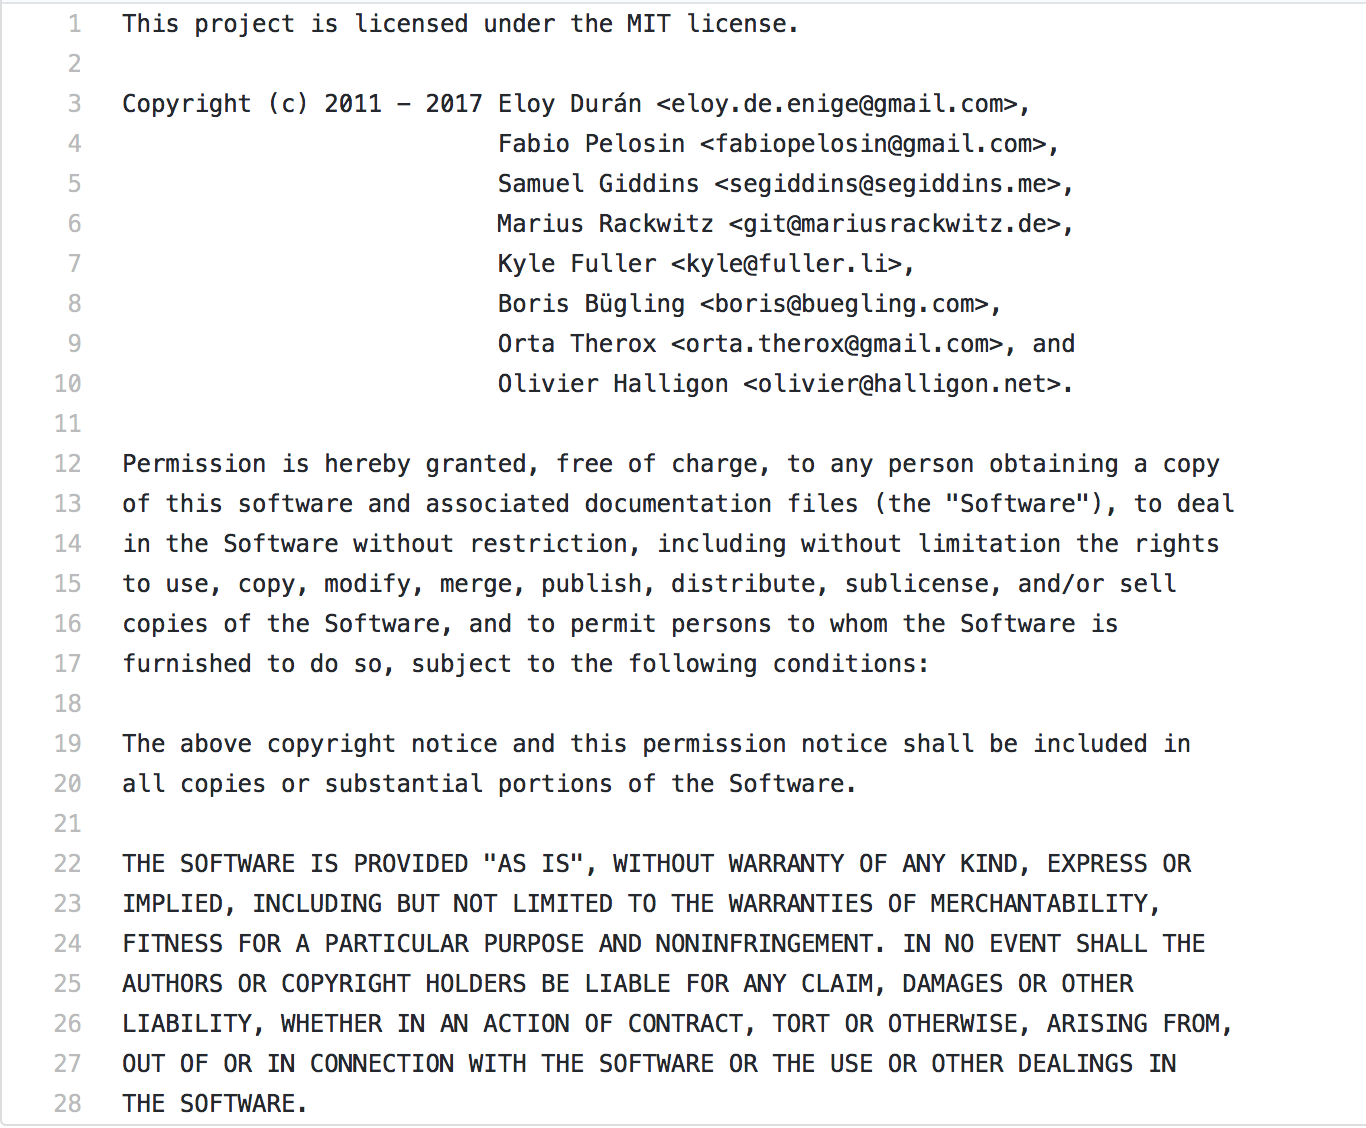 1 This project is licensed under the MIT license.
2
3 Copyright (c) 2011 – 2017 Eloy Durán <eloy.de.enige@gmail.com>,
4 Fabio Pelosin <fabiopelosin@gmail.com>,
5 Samuel Giddins <segiddins@segiddins.me>,
6 Marius Rackwitz <git@mariusrackwitz.de>,
7 Kyle Fuller <kyle@fuller.li>,
8 Boris Bügling <boris@buegling.com>,
9 Orta Therox <orta.therox@gmail.com>, and
10 Olivier Halligon <olivier@halligon.net>.
11
12 Permission is hereby granted, free of charge, to any person obtaining a copy
13 of this software and associated documentation files (the "Software"), to deal
14 in the Software without restriction, including without limitation the rights
15 to use, copy, modify, merge, publish, distribute, sublicense, and/or sell
16 copies of the Software, and to permit persons to whom the Software is
17 furnished to do so, subject to the following conditions:
18
19 The above copyright notice and this permission notice shall be included in
20 all copies or substantial portions of the Software.
21
22 THE SOFTWARE IS PROVIDED "AS IS", WITHOUT WARRANTY OF ANY KIND, EXPRESS OR
23 IMPLIED, INCLUDING BUT NOT LIMITED TO THE WARRANTIES OF MERCHANTABILITY,
24 FITNESS FOR A PARTICULAR PURPOSE AND NONINFRINGEMENT. IN NO EVENT SHALL THE
25 AUTHORS OR COPYRIGHT HOLDERS BE LIABLE FOR ANY CLAIM, DAMAGES OR OTHER
26 LIABILITY, WHETHER IN AN ACTION OF CONTRACT, TORT OR OTHERWISE, ARISING FROM,
27 OUT OF OR IN CONNECTION WITH THE SOFTWARE OR THE USE OR OTHER DEALINGS IN
28 THE SOFTWARE.